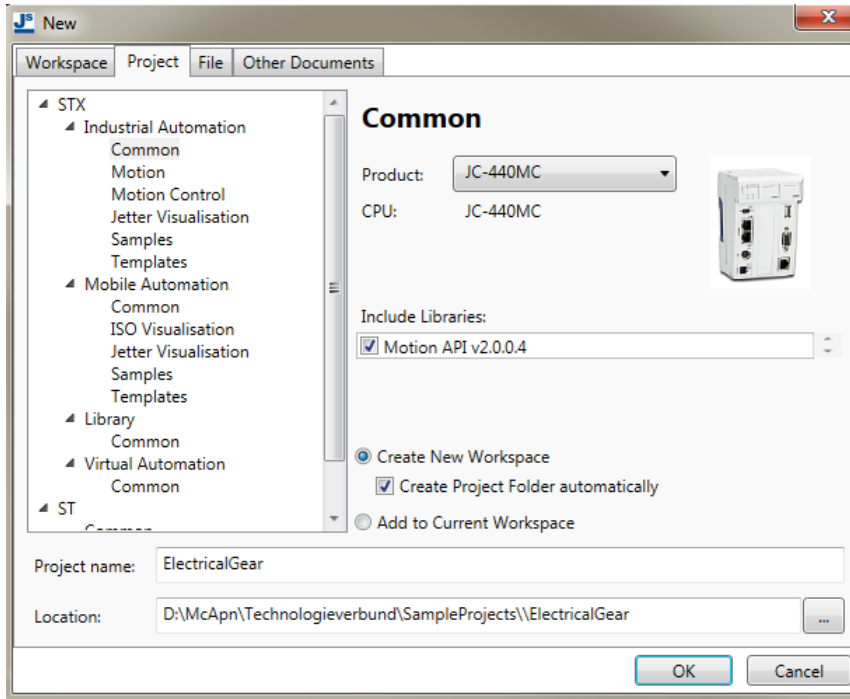 JS New
Workspace Project File Other Documents
STX
Industrial Automation
Common
Motion
Motion Control
Jetter Visualisation
Samples
Templates
Mobile Automation
Common
ISO Visualisation
Jetter Visualisation
Samples
Templates
Library
Common
Virtual Automation
Common
ST
Common
Common
Product: JC-440MC
CPU: JC-440MC
Include Libraries:
Motion API v2.0.0.4
Create New Workspace
Create Project Folder automatically
Add to Current Workspace
Project name: ElectricalGear
Location: D:\McApn\Technologieverbund\SampleProjects\\ElectricalGear ...
OK Cancel